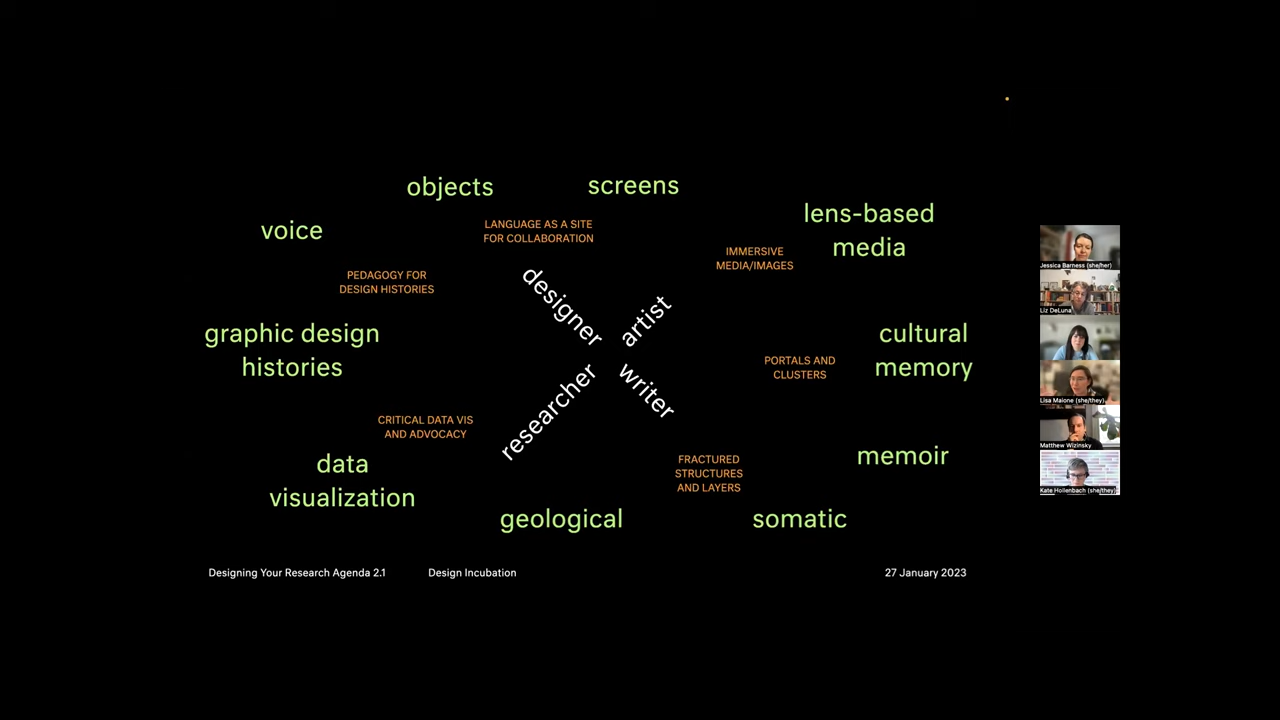 objects
screens
voice
LANGUAGE AS A SITE
FOR COLLABORATION
lens-based
media
IMMERSIVE
MEDIA/IMAGES
PEDAGOGY FOR
DESIGN HISTORIES
designer
artist
graphic design
histories
cultural
memory
PORTALS AND
CLUSTERS
researcher
writer
CRITICAL DATA VIS
AND ADVOCACY
data
visualization
FRACTURED
STRUCTURES
AND LAYERS
memoir
geological
somatic
Designing Your Research Agenda 2.1
Design Incubation
27 January 2023
Jessica Barness (she/her)
Liz DeLuna
Lisa Maione (she/they)
Matthew Wizinsky
Kate Hollenbach (she/they)